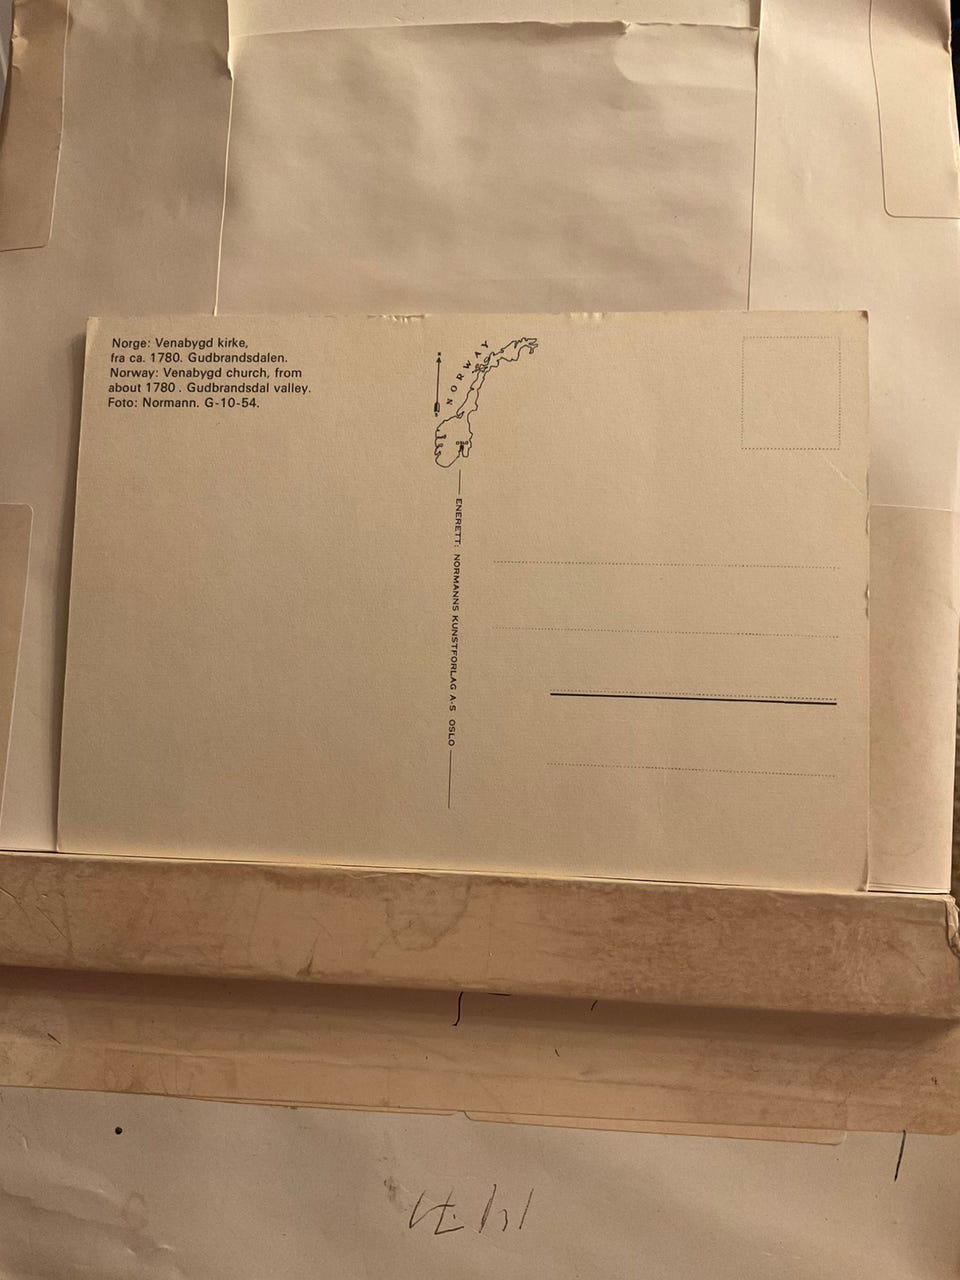 Norge: Venabygd kirke,
fra ca. 1780. Gudbrandsdalen.
Norway: Venabygd church, from
about 1780 . Gudbrandsdal valley.
Foto: Normann. G-10-54.
NORWAY
OSLO
ENERETT: NORMANNS KUNSTFORLAG A-S OSLO